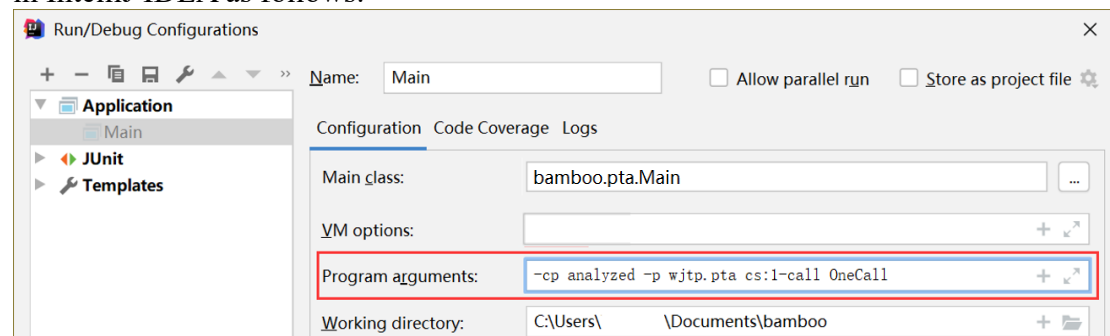 in IntelliJ IDEA as follows:
Run/Debug Configurations
Name: Main Allow parallel run Store as project file
Application
Main
JUnit
Templates
Configuration Code Coverage Logs
Main class: bamboo.pta.Main ...
VM options:
Program arguments: -cp analyzed -p wjtp.pta cs:1-call OneCall
Working directory: C:\Users\ \Documents\bamboo